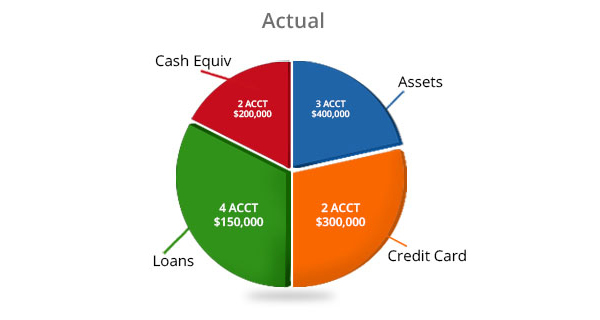 Actual
Cash Equiv
2 ACCT
$200,000
3 ACCT
$400,000
Assets
4 ACCT
$150,000
2 ACCT
$300,000
Loans
Credit Card